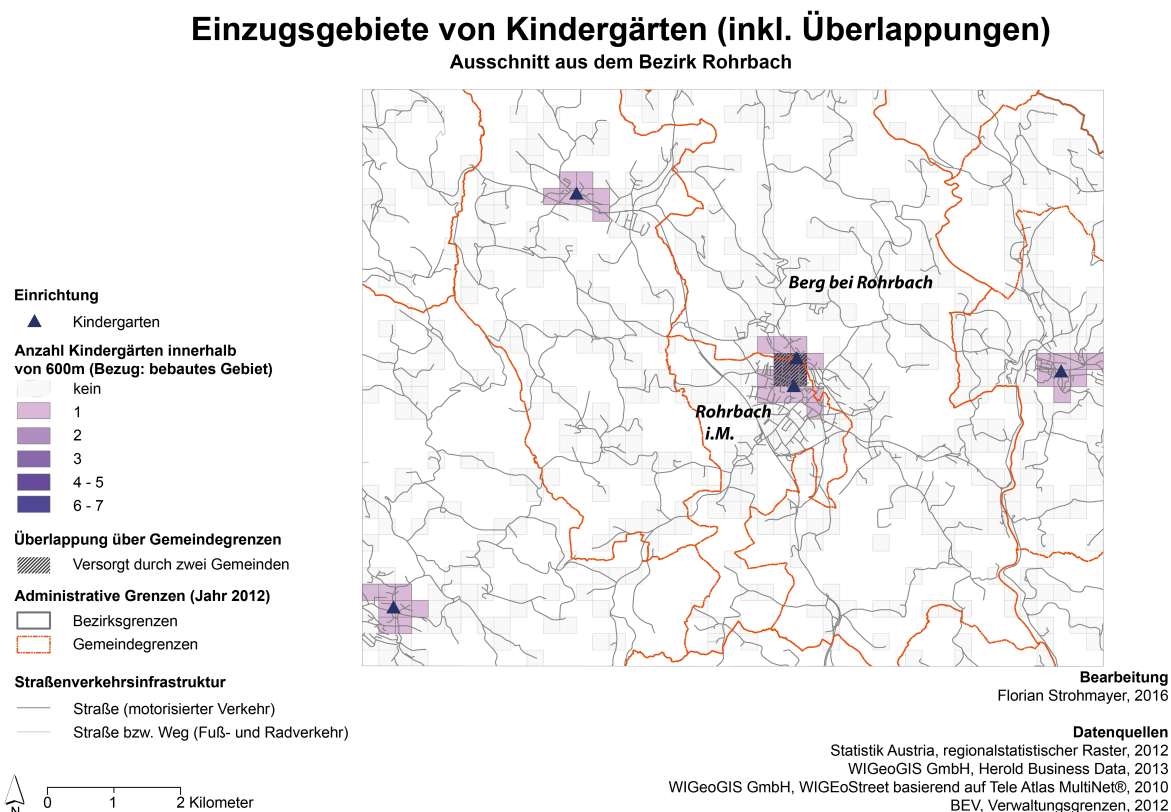 Einzugsgebiete von Kindergärten (inkl. Überlappungen)
Ausschnitt aus dem Bezirk Rohrbach
Berg bei Rohrbach
Rohrbach
i.M.
Einrichtung
Kindergarten
Anzahl Kindergärten innerhalb
von 600m (Bezug: bebautes Gebiet)
kein
1
2
3
4 - 5
6 - 7
Überlappung über Gemeindegrenzen
Versorgt durch zwei Gemeinden
Administrative Grenzen (Jahr 2012)
Bezirksgrenzen
Gemeindegrenzen
Straßenverkehrsinfrastruktur
Straße (motorisierter Verkehr)
Straße bzw. Weg (Fuß- und Radverkehr)
N
0 1 2 Kilometer
Bearbeitung
Florian Strohmayer, 2016
Datenquellen
Statistik Austria, regionalstatistischer Raster, 2012
WIGeoGIS GmbH, Herold Business Data, 2013
WIGeoGIS GmbH, WIGEoStreet basierend auf Tele Atlas MultiNet®, 2010
BEV, Verwaltungsgrenzen, 2012